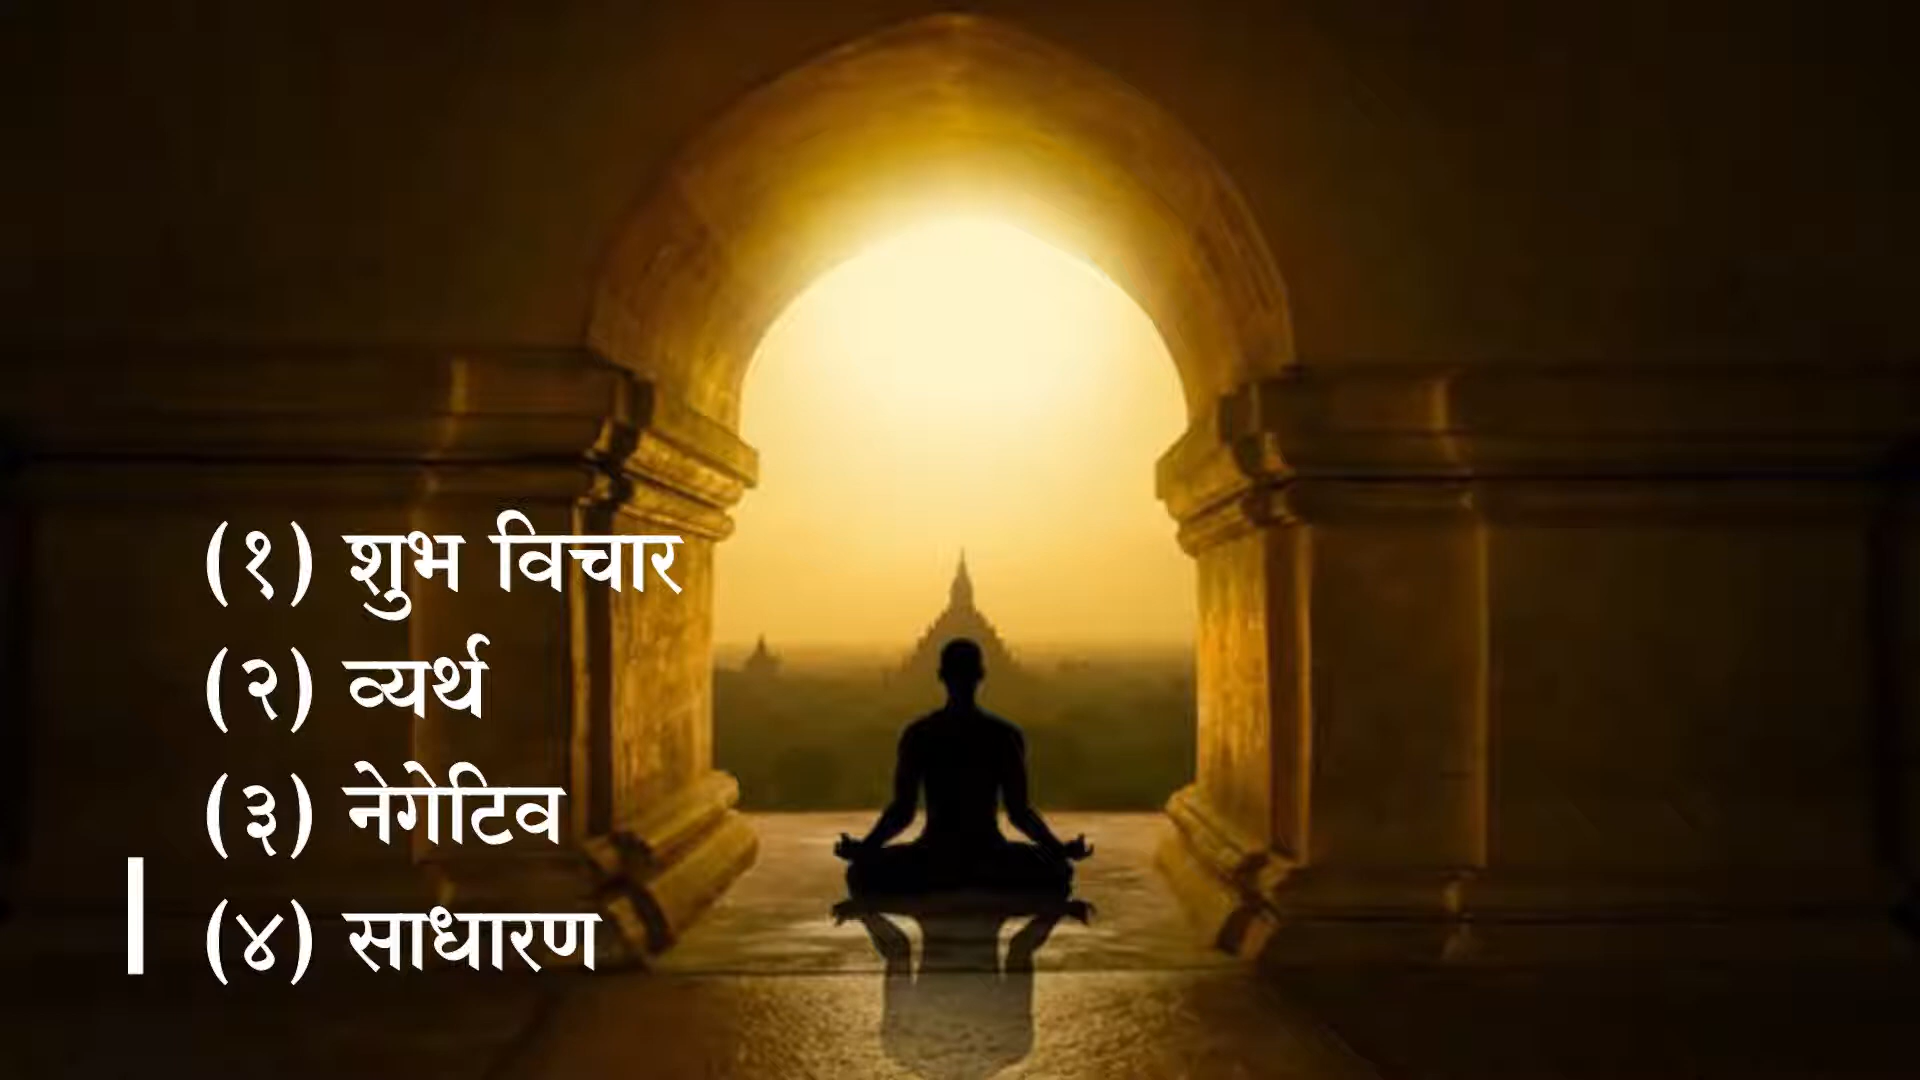 (१) शुभ विचार
(२) व्यर्थ
(३) नेगेटिव
(४) साधारण